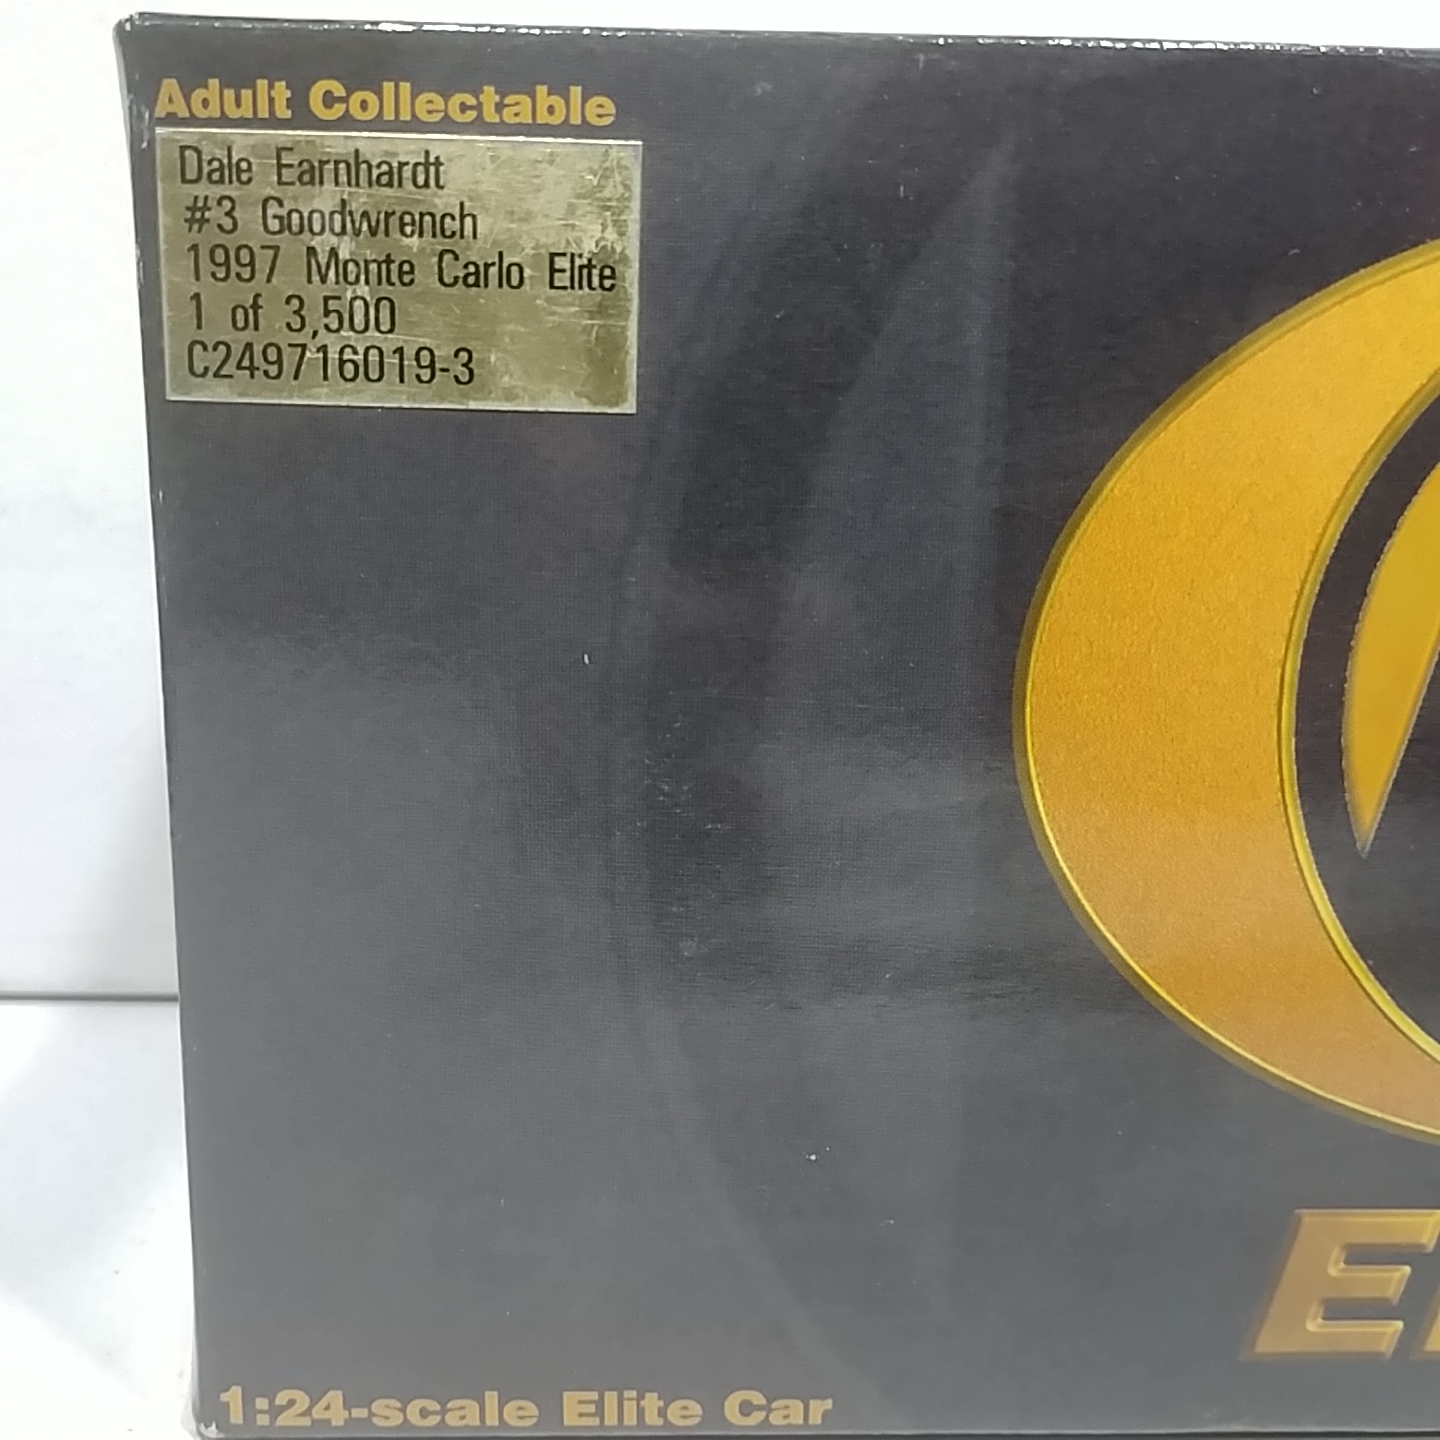 Adult Collectable
Dale Earnhardt
#3 Goodwrench
1997 Monte Carlo Elite
1 of 3,500
C249716019-3
1:24-scale Elite Car